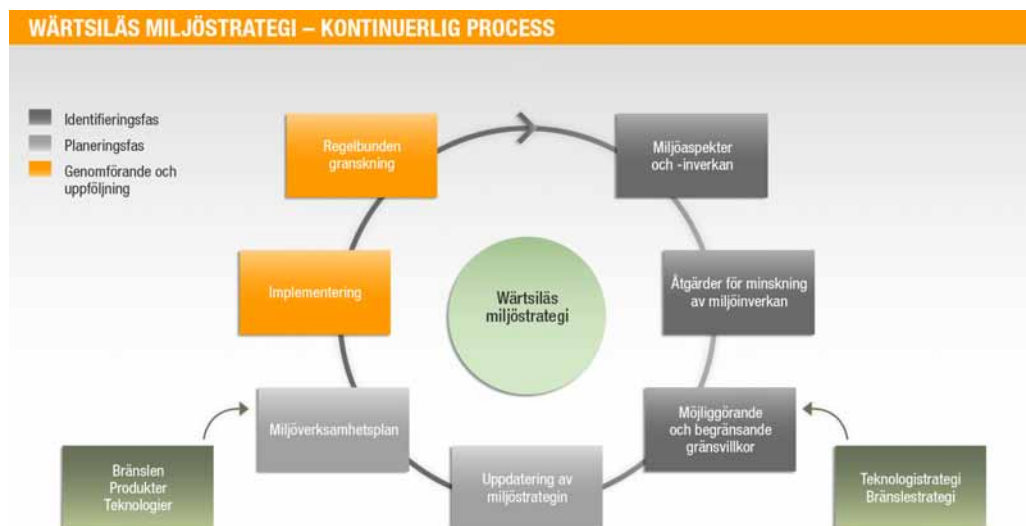 WÄRTSILÄS MILJÖSTRATEGI – KONTINUERLIG PROCESS
Identifieringsfas
Planeringsfas
Genomförande och
uppföljning
Regelbunden
granskning
Miljöaspekter
och -inverkan
Implementering
Wärtsiläs
miljöstrategi
Åtgärder för minskning
av miljöinverkan
Miljöverksamhetsplan
Möjliggörande
och begränsande
gränsvillkor
Bränslen
Produkter
Teknologier
Uppdatering av
miljöstrategin
Teknologistrategi
Bränslestrategi